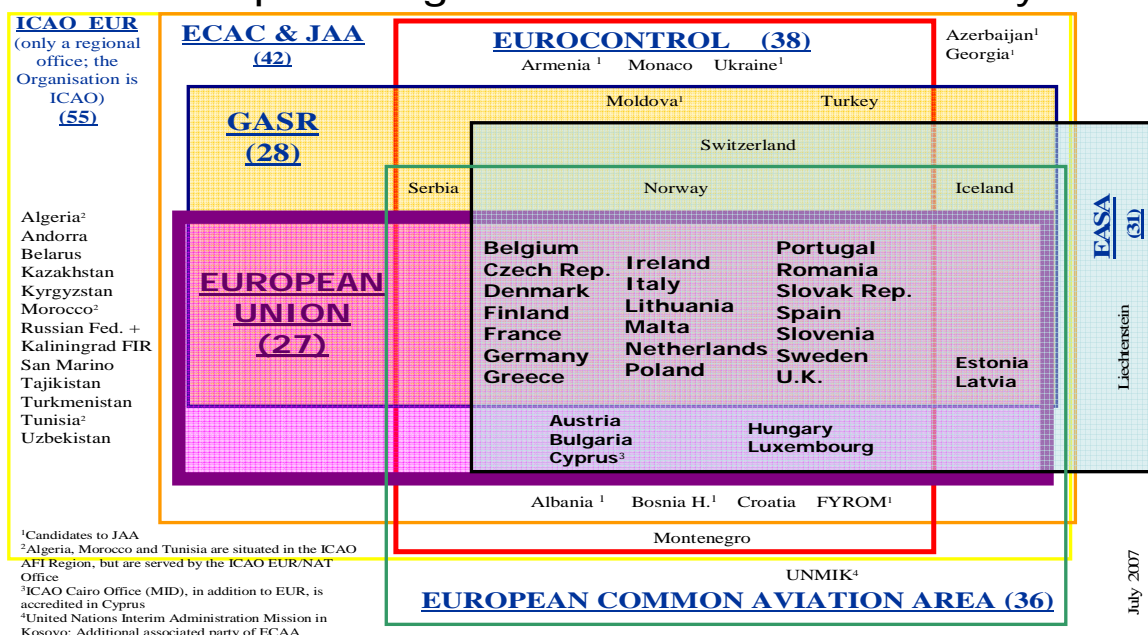 ICAO EUR
(only a regional
office; the
Organisation is
ICAO)
(55)
ECAC & JAA
(42)
EUROCONTROL (38)
Armenia ¹ Monaco Ukraine¹
Azerbaijan¹
Georgia¹
GASR
(28)
Moldova¹ Turkey
Switzerland
Serbia Norway Iceland
EASA
(31)
Liechtenstein
Algeria²
Andorra
Belarus
Kazakhstan
Kyrgyzstan
Morocco²
Russian Fed. +
Kaliningrad FIR
San Marino
Tajikistan
Turkmenistan
Tunisia²
Uzbekistan
EUROPEAN
UNION
(27)
Belgium
Czech Rep.
Denmark
Finland
France
Germany
Greece
Ireland
Italy
Lithuania
Malta
Netherlands
Poland
Portugal
Romania
Slovak Rep.
Spain
Slovenia
Sweden
U.K.
Estonia
Latvia
Austria
Bulgaria
Cyprus³
Hungary
Luxembourg
Albania ¹ Bosnia H.¹ Croatia FYROM¹
Montenegro
UNMIK⁴
EUROPEAN COMMON AVIATION AREA (36)
¹Candidates to JAA
²Algeria, Morocco and Tunisia are situated in the ICAO
AFI Region, but are served by the ICAO EUR/NAT
Office
³ICAO Cairo Office (MID), in addition to EUR, is
accredited in Cyprus
⁴United Nations Interim Administration Mission in
Kosovo: Additional associated party of ECAA
July 2007